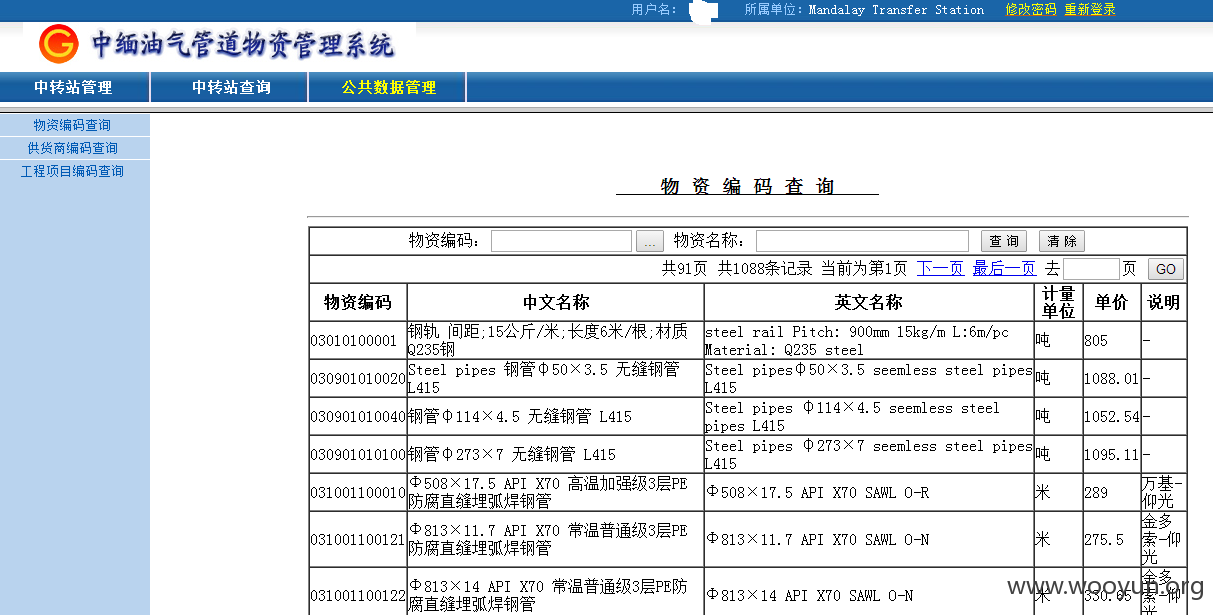 用户名： 所属单位：Mandalay Transfer Station 修改密码 重新登录
中缅油气管道物资管理系统
中转站管理 中转站查询 公共数据管理
物资编码查询
供货商编码查询
工程项目编码查询
物 资 编 码 查 询
物资编码： ... 物资名称： 查 询 清 除
共91页 共1088条记录 当前为第1页 下一页 最后一页 去 页 GO
物资编码 中文名称 英文名称 计量单位 单价 说明
03010100001 钢轨 间距;15公斤/米;长度6米/根;材质 steel rail Pitch: 900mm 15kg/m L:6m/pc 吨 805 -
Q235钢 Material: Q235 steel
030901010020 Steel pipes 钢管Φ50×3.5 无缝钢管 Steel pipesΦ50×3.5 seemless steel pipes 吨 1088.01 -
L415 L415
030901010040 钢管Φ114×4.5 无缝钢管 L415 Steel pipes Φ114×4.5 seemless steel 吨 1052.54 -
pipes L415
030901010100 钢管Φ273×7 无缝钢管 L415 Steel pipes Φ273×7 seemless steel pipes 吨 1095.11 -
L415
031001100010 Φ508×17.5 API X70 高温加强级3层PE Φ508×17.5 API X70 SAWL O-R 米 289 万基-
防腐直缝埋弧焊钢管 仰光
031001100121 Φ813×11.7 API X70 常温普通级3层PE Φ813×11.7 API X70 SAWL O-N 米 275.5 金多
防腐直缝埋弧焊钢管 索-仰
光
031001100122 Φ813×14 API X70 常温普通级3层PE防 Φ813×14 API X70 SAWL O-N 米 330.65 金多
腐直缝埋弧焊钢管 索-仰
www.wooyun.org